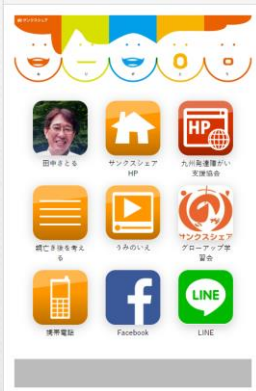 サンクスシェア
田中さとる
サンクスシェア
HP
九州発達障がい
支援協会
HP
親亡き後を考え
る
うみのいえ
グローアップ学
習会
サンクスシェア
携帯電話
Facebook
LINE
LINE